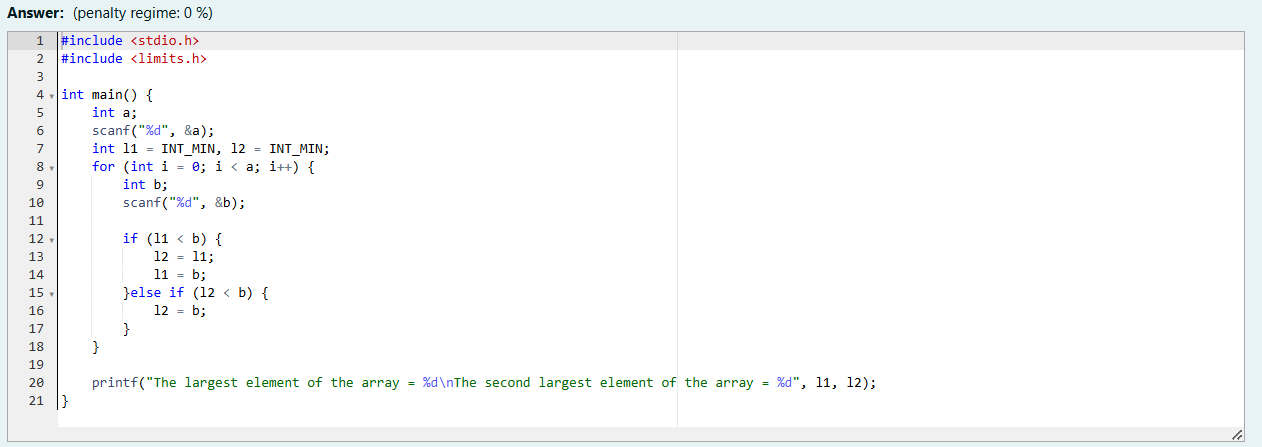 Answer: (penalty regime: 0 %)
1 #include <stdio.h>
2 #include <limits.h>
3
4 int main() {
5     int a;
6     scanf("%d", &a);
7     int l1 = INT_MIN, l2 = INT_MIN;
8     for (int i = 0; i < a; i++) {
9         int b;
10         scanf("%d", &b);
11
12         if (l1 < b) {
13             l2 = l1;
14             l1 = b;
15         }else if (l2 < b) {
16             l2 = b;
17         }
18     }
19
20     printf("The largest element of the array = %d\nThe second largest element of the array = %d", l1, l2);
21 }